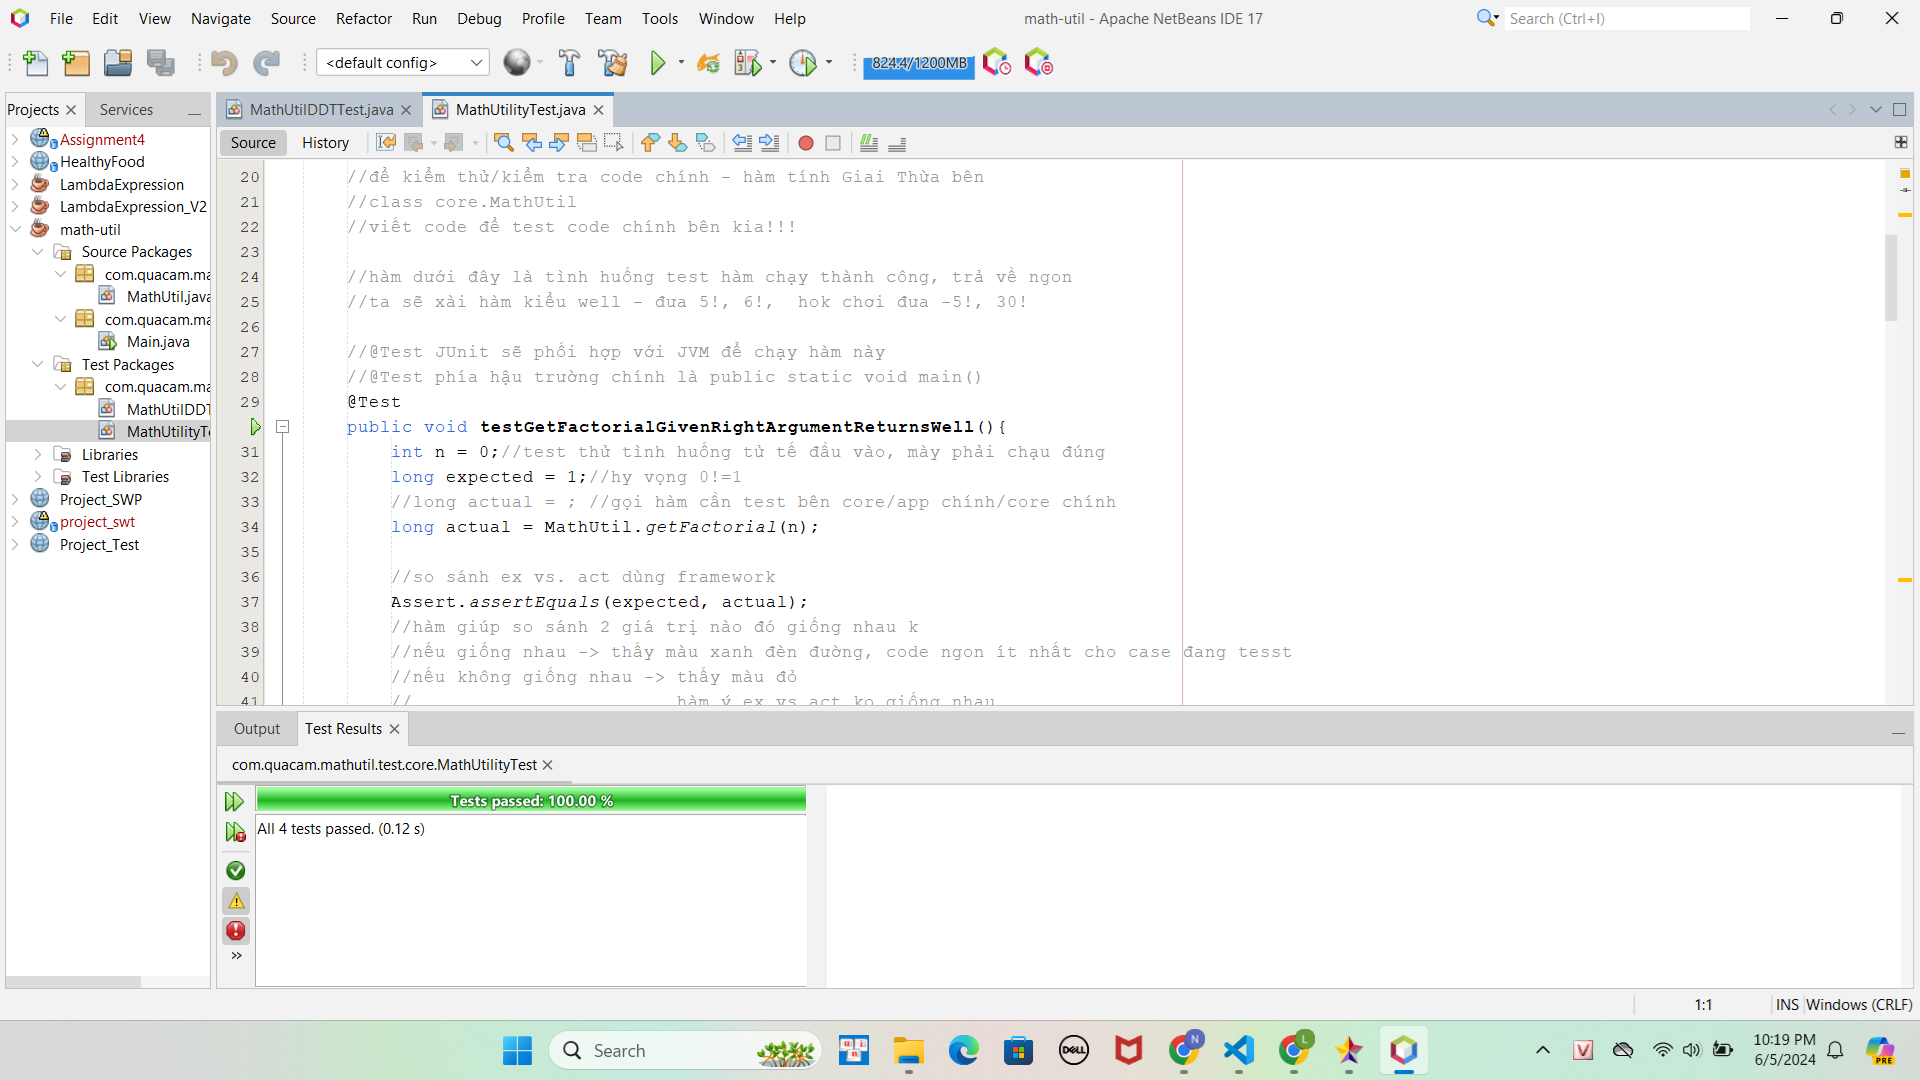 File Edit View Navigate Source Refactor Run Debug Profile Team Tools Window Help
math-util - Apache NetBeans IDE 17
Search (Ctrl+I)
<default config>
824.4/1200MB
Projects
Services
MathUtilDDTTest.java
MathUtilityTest.java
Source
History
Assignment4
HealthyFood
LambdaExpression
LambdaExpression_V2
math-util
Source Packages
com.quacam.ma
MathUtil.java
com.quacam.ma
Main.java
Test Packages
com.quacam.ma
MathUtilDDT
MathUtilityTe
Libraries
Test Libraries
Project_SWP
project_swt
Project_Test
20 //để kiểm thử/kiểm tra code chính - hàm tính Giai Thừa bên
21 //class core.MathUtil
22 //viết code để test code chính bên kia!!!
23
24 //hàm dưới đây là tình huống test hàm chạy thành công, trả về ngon
25 //ta sẽ xài hàm kiểu well - đưa 5!, 6!,  hok chơi đưa -5!, 30!
26
27 //@Test JUnit sẽ phối hợp với JVM để chạy hàm này
28 //@Test phía hậu trường chính là public static void main()
29 @Test
public void testGetFactorialGivenRightArgumentReturnsWell(){
31 int n = 0;//test thử tình huống tử tế đầu vào, mày phải chạu đúng
32 long expected = 1;//hy vọng 0!=1
33 //long actual = ; //gọi hàm cần test bên core/app chính/core chính
34 long actual = MathUtil.getFactorial(n);
35
36 //so sánh ex vs. act dùng framework
37 Assert.assertEquals(expected, actual);
38 //hàm giúp so sánh 2 giá trị nào đó giống nhau k
39 //nếu giống nhau -> thấy màu xanh đèn đường, code ngon ít nhất cho case đang tesst
40 //nếu không giống nhau -> thấy màu đỏ
41 // hàm ý ex vs act ko giống nhau
Output
Test Results
com.quacam.mathutil.test.core.MathUtilityTest
Tests passed: 100.00 %
All 4 tests passed. (0.12 s)
1:1
INS
Windows (CRLF)
Search
DELL
N
L
V
10:19 PM
6/5/2024
PRE